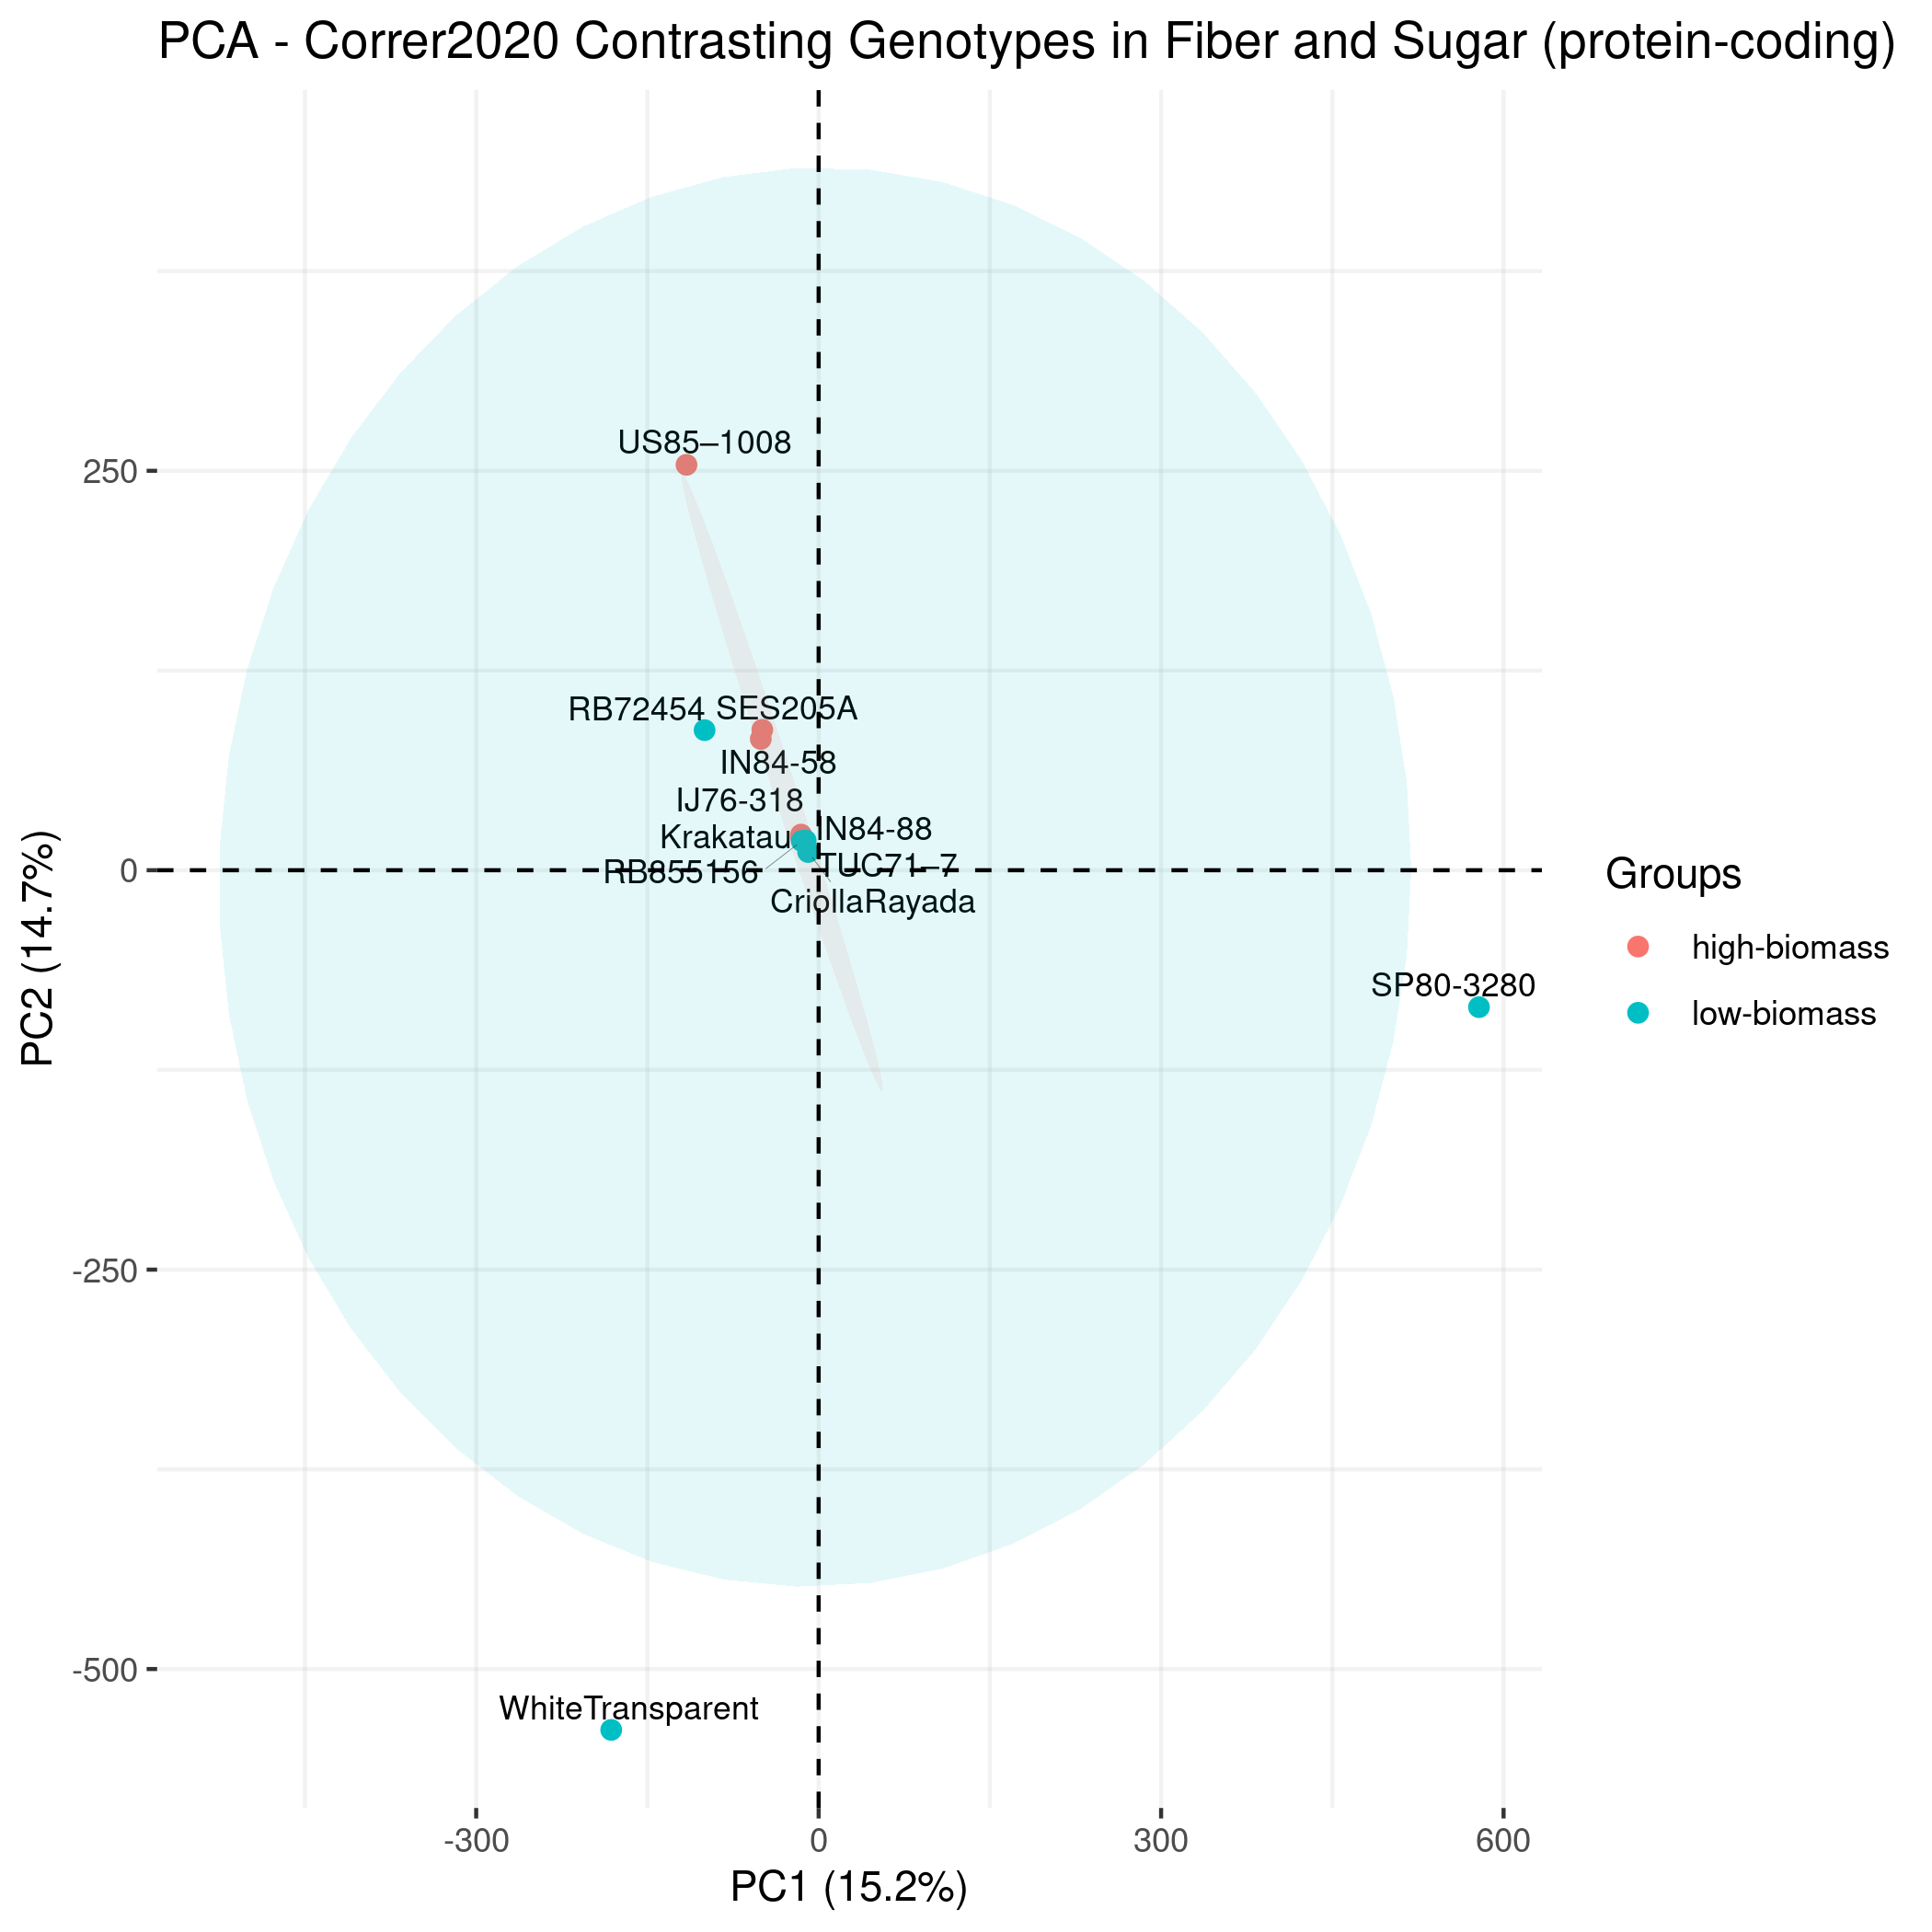 PCA - Correr2020 Contrasting Genotypes in Fiber and Sugar (protein-coding)
US85–1008
250
RB72454
SES205A
IN84-58
IJ76-318
IN84-88
Krakatau
TUC71–7
RB855156
0
CriollaRayada
PC2 (14.7%)
Groups
high-biomass
low-biomass
SP80-3280
-250
-500
WhiteTransparent
-300
0
300
600
PC1 (15.2%)